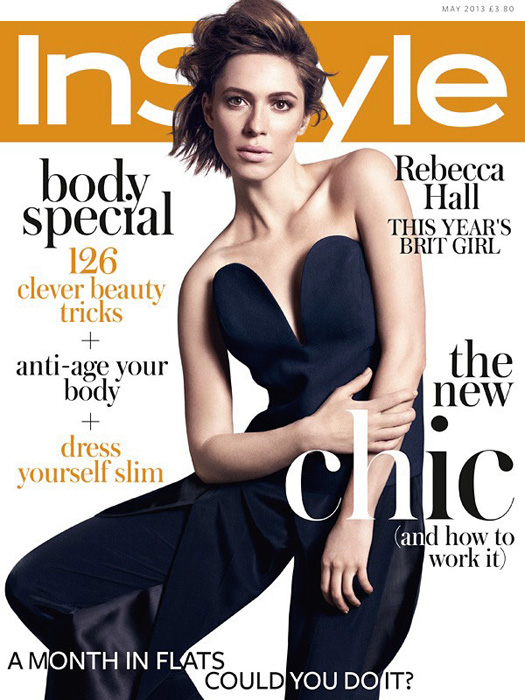 MAY 2013 £3.80
InStyle
body
special
126
clever beauty
tricks
+
anti-age your
body
+
dress
yourself slim
Rebecca
Hall
THIS YEAR'S
BRIT GIRL
the
new
chic
(and how to
work it)
A MONTH IN FLATS
COULD YOU DO IT?